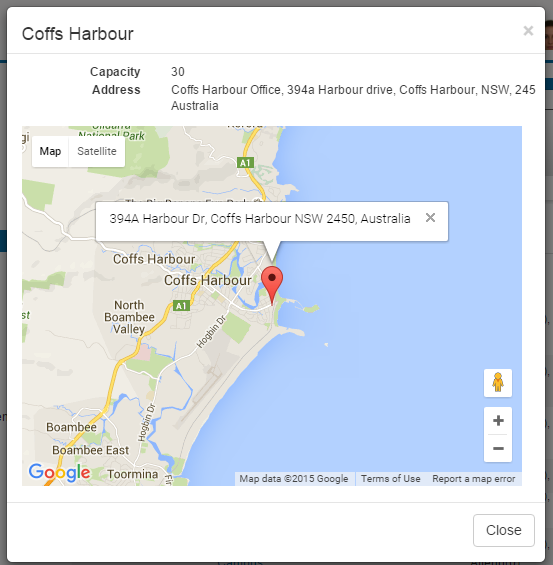 Coffs Harbour ×
Capacity 30
Address Coffs Harbour Office, 394a Harbour drive, Coffs Harbour, NSW, 245
Australia
National Park
Map Satellite
A1
394A Harbour Dr, Coffs Harbour NSW 2450, Australia ×
Coffs Harbour
Coffs Harbour
A1
North
Boambee
Valley
Hogbin Dr
Hogbin Dr
Boambee
Boambee East
Toormina
+
−
Google
Map data ©2015 Google Terms of Use Report a map error
Close